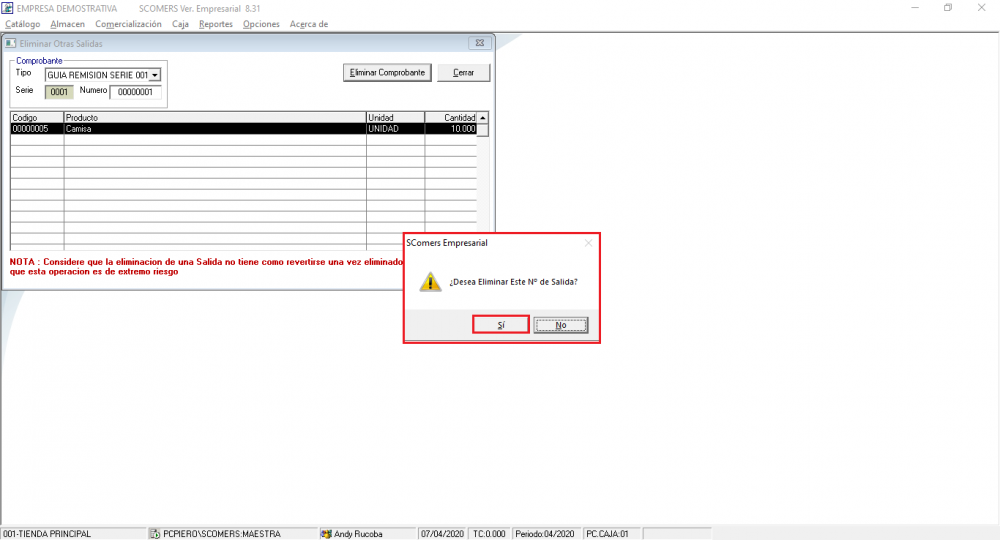 EMPRESA DEMOSTRATIVA SCOMERS Ver. Empresarial 8.31
Catálogo Almacen Comercialización Caja Reportes Opciones Acerca de
Eliminar Otras Salidas
Comprobante
Tipo GUIA REMISION SERIE 001
Eliminar Comprobante Cerrar
Serie 0001 Numero 00000001
Codigo Producto Unidad Cantidad
00000005 Camisa UNIDAD 10.000
SComers Empresarial
NOTA : Considere que la eliminacion de una Salida no tiene como revertirse una vez eliminado
que esta operacion es de extremo riesgo
¿Desea Eliminar Este Nº de Salida?
Sí No
001-TIENDA PRINCIPAL PCPIERO\SCOMERS:MAESTRA Andy Rucoba 07/04/2020 TC:0.000 Periodo:04/2020 PC.CAJA:01